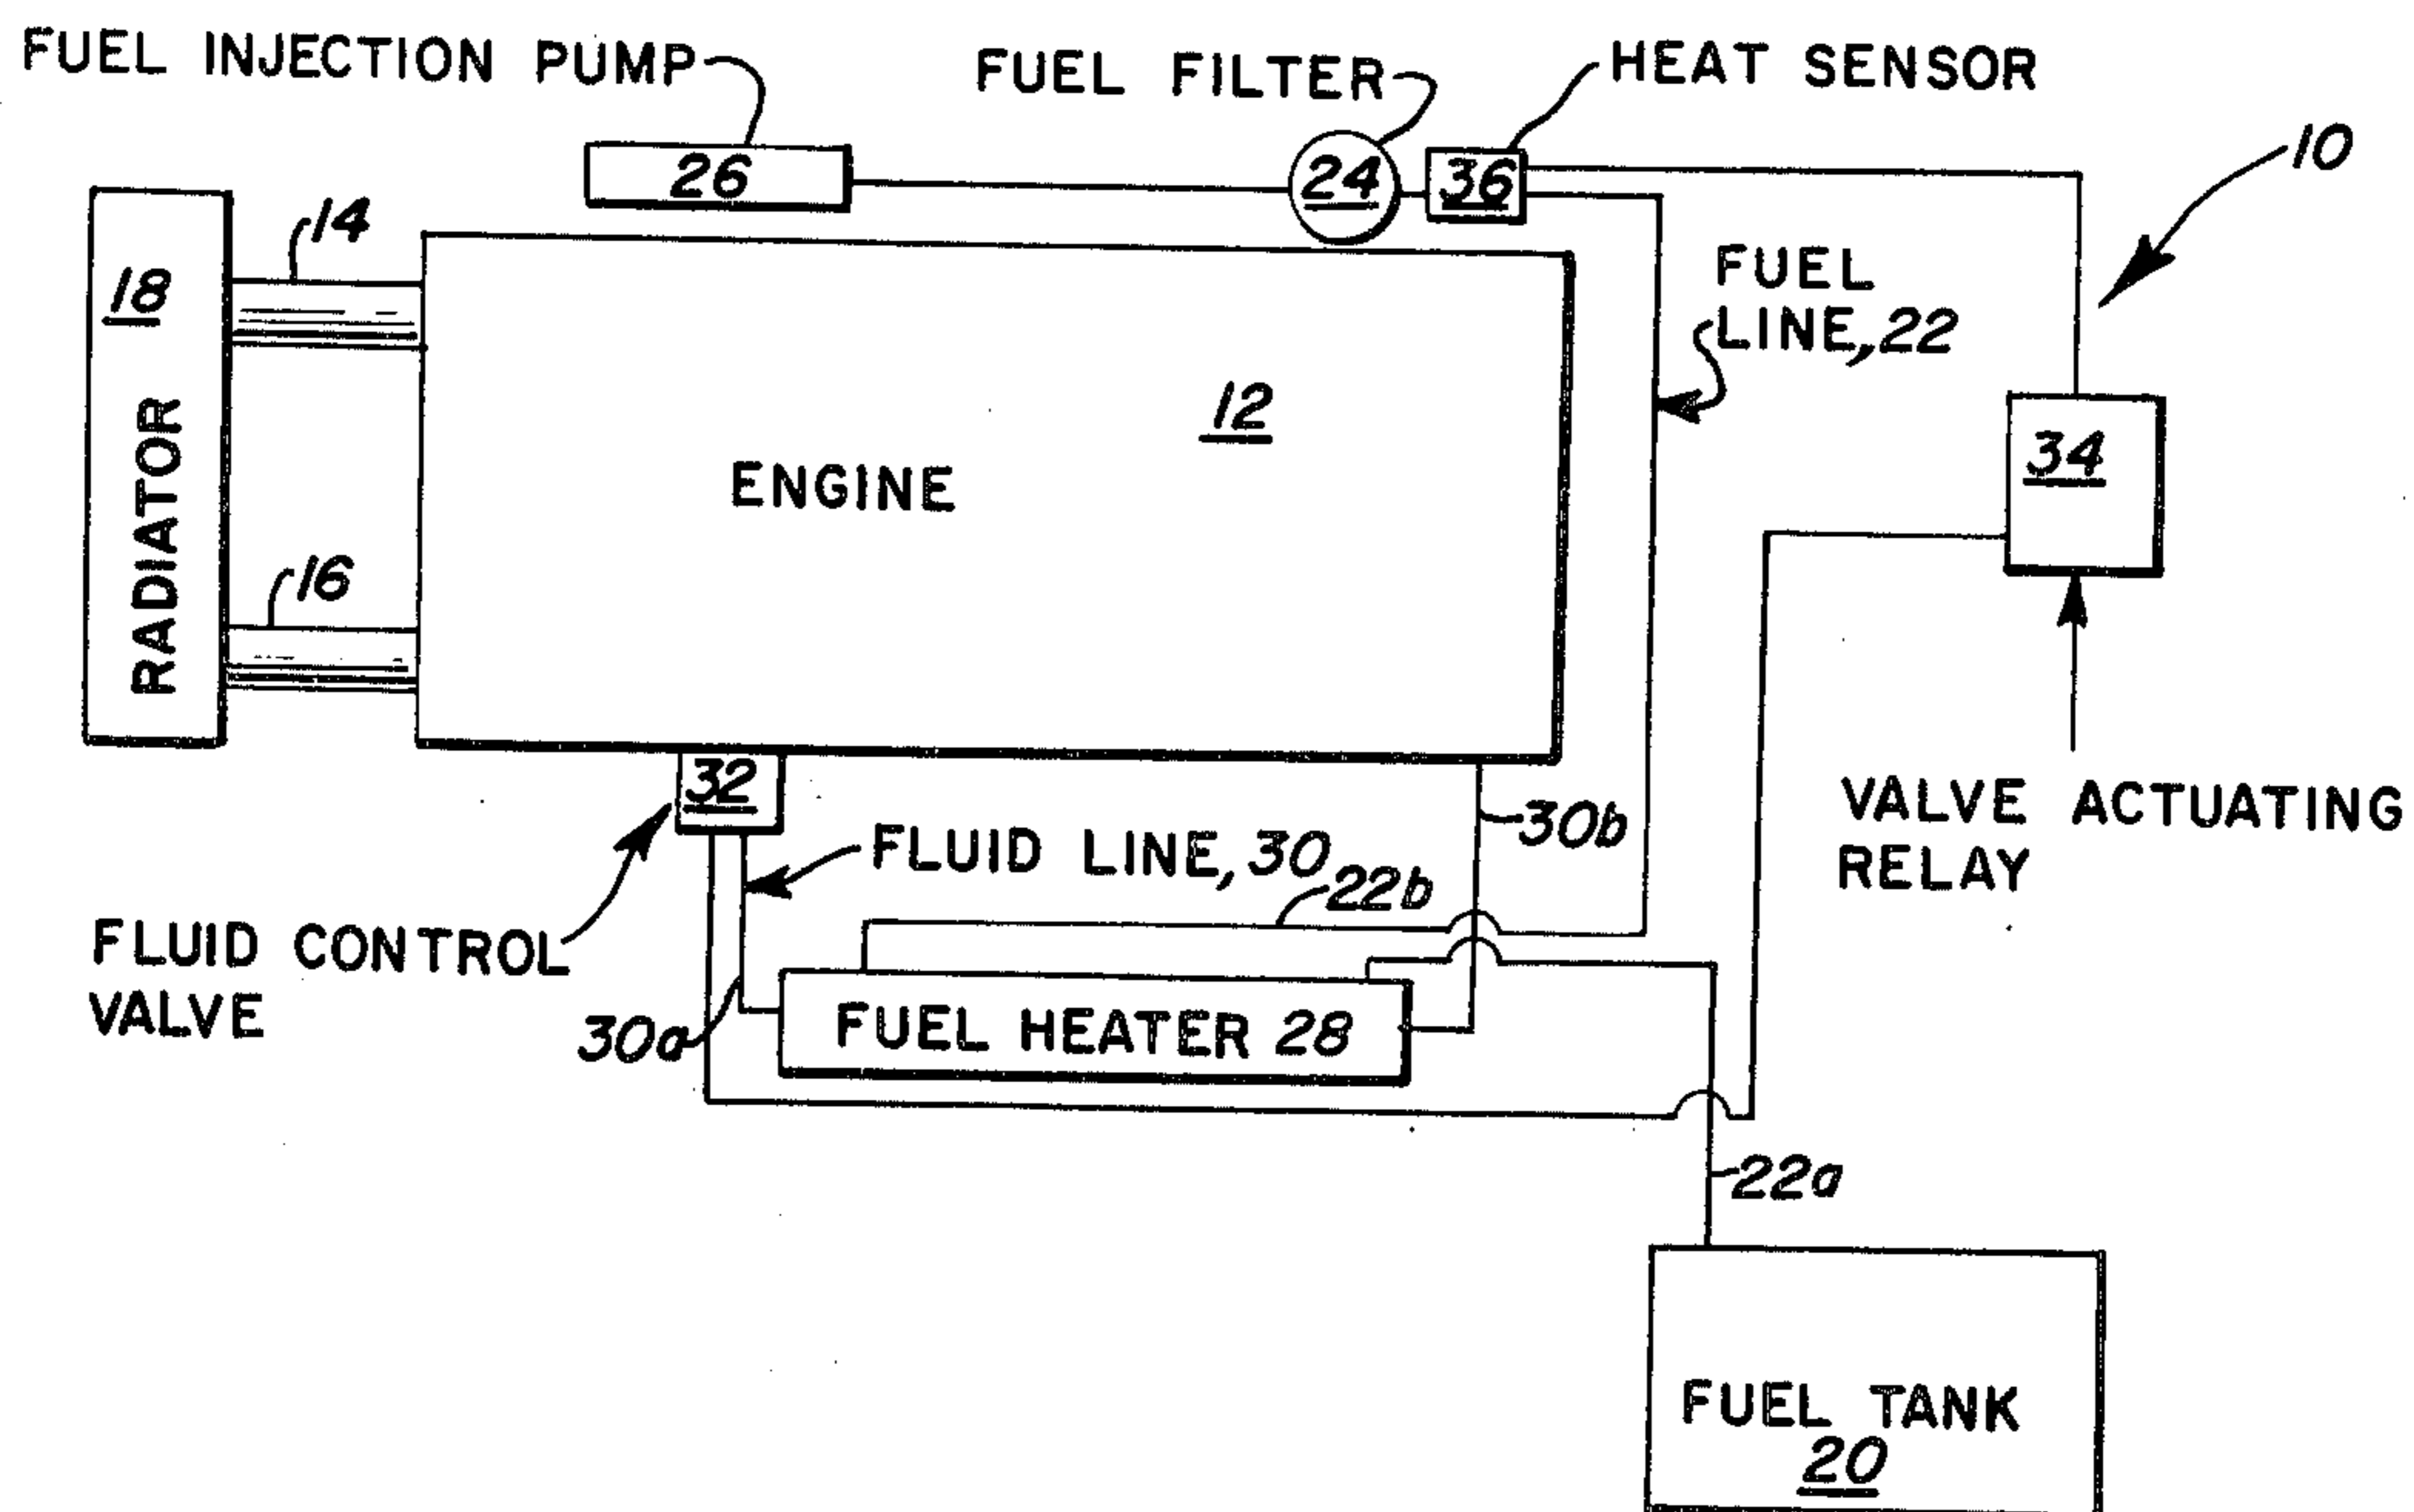 FUEL INJECTION PUMP
FUEL FILTER
HEAT SENSOR
10
26
24
36
14
18
RADIATOR
16
12
ENGINE
FUEL
LINE, 22
34
VALVE ACTUATING
RELAY
32
FLUID LINE, 30
30b
22b
FLUID CONTROL
VALVE
30a
FUEL HEATER 28
22a
FUEL TANK
20